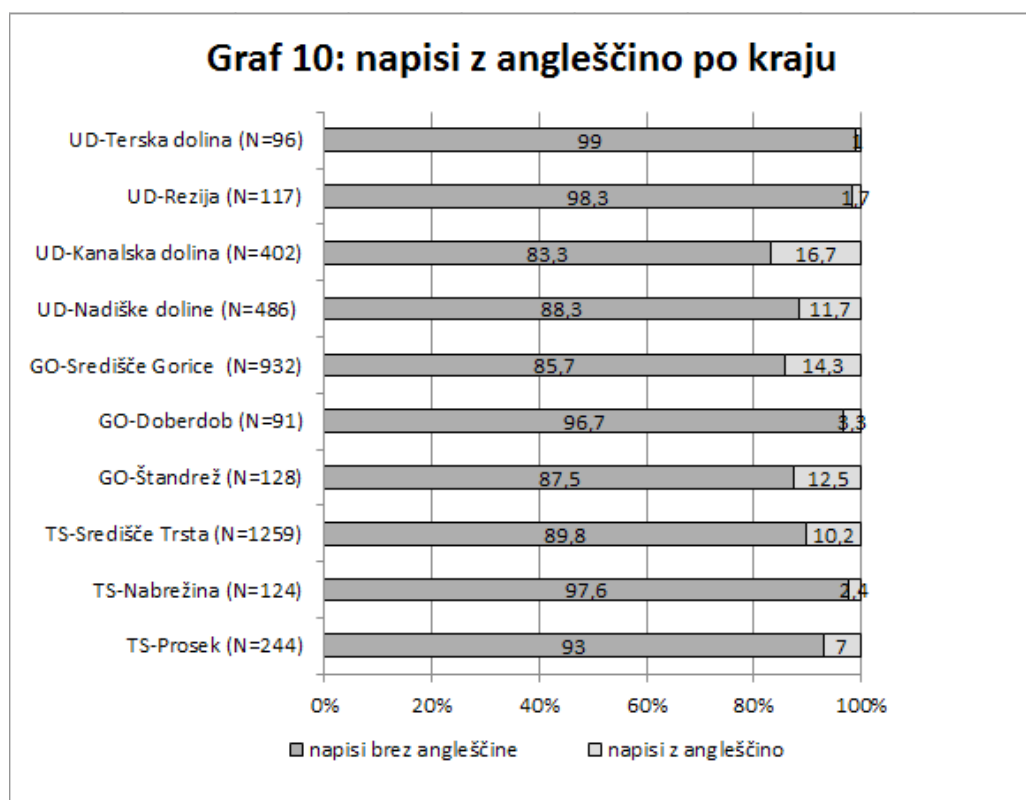 Graf 10: napisi z angleščino po kraju
UD-Terska dolina (N=96) 99 1
UD-Rezija (N=117) 98,3 1,7
UD-Kanalska dolina (N=402) 83,3 16,7
UD-Nadiške doline (N=486) 88,3 11,7
GO-Središče Gorice (N=932) 85,7 14,3
GO-Doberdob (N=91) 96,7 3,3
GO-Štandrež (N=128) 87,5 12,5
TS-Središče Trsta (N=1259) 89,8 10,2
TS-Nabrežina (N=124) 97,6 2,4
TS-Prosek (N=244) 93 7
0% 20% 40% 60% 80% 100%
napisi brez angleščine napisi z angleščino